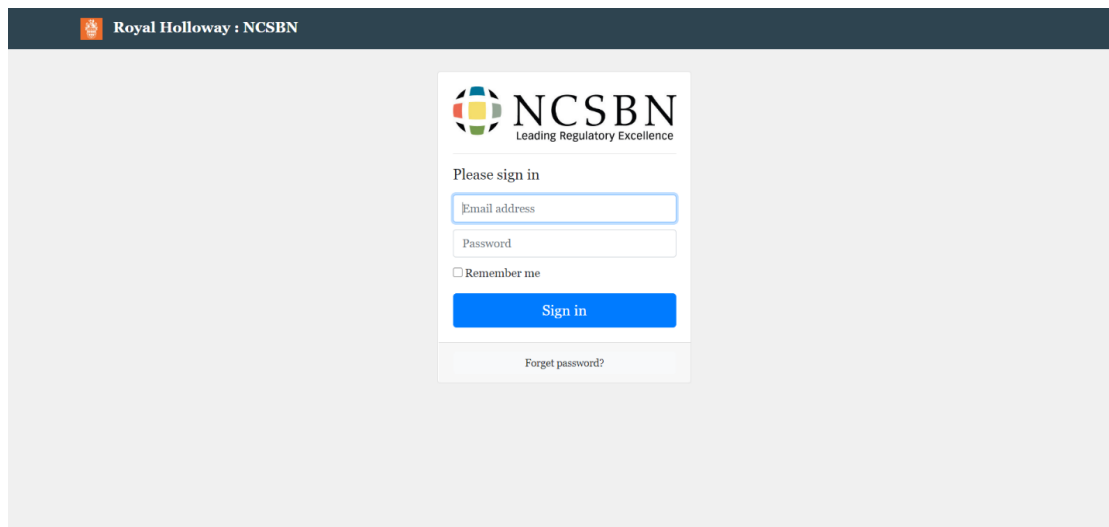 Royal Holloway : NCSBN
NCSBN
Leading Regulatory Excellence
Please sign in
Email address
Password
Remember me
Sign in
Forget password?